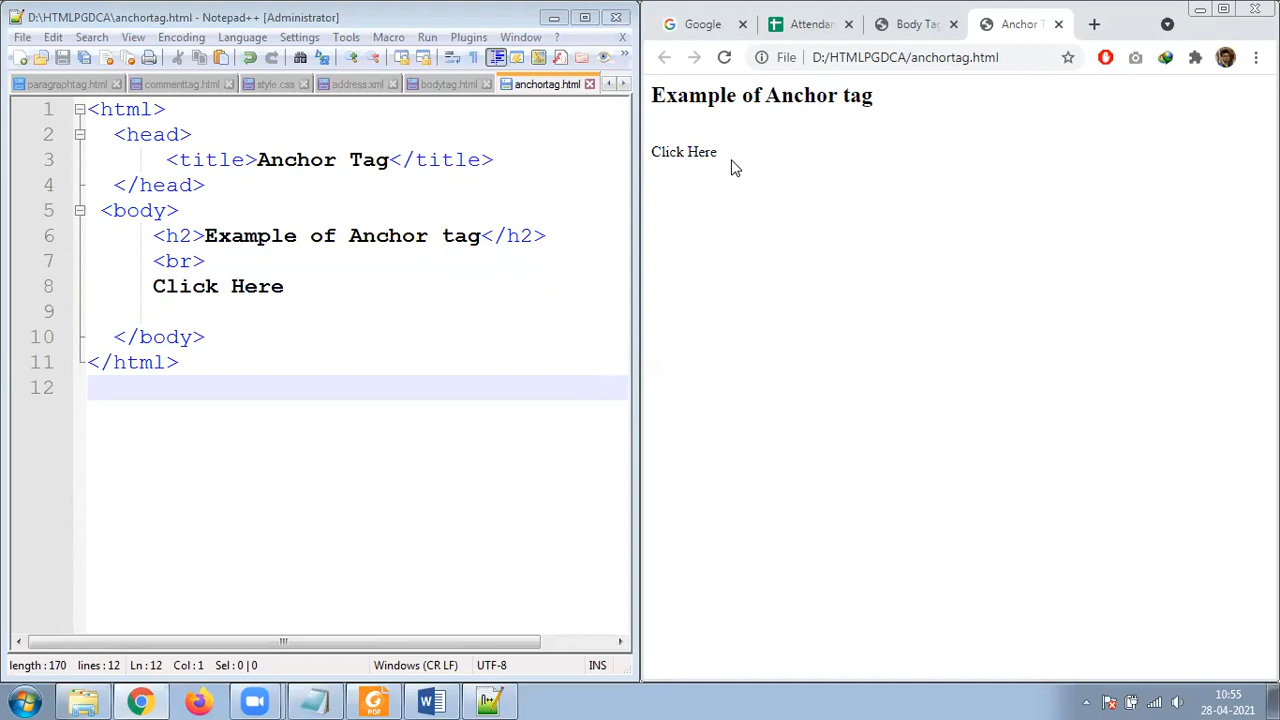 D:\HTMLPGDCA\anchortag.html - Notepad++ [Administrator]
File Edit Search View Encoding Language Settings Tools Macro Run Plugins Window ? X
paragraphtag.html commenttag.html style.css address.xml bodytag.html anchortag.html
1 <html>
2 <head>
3 <title>Anchor Tag</title>
4 </head>
5 <body>
6 <h2>Example of Anchor tag</h2>
7 <br>
8 Click Here
9
10 </body>
11 </html>
12
length : 170 lines : 12 Ln : 12 Col : 1 Sel : 0 | 0 Windows (CR LF) UTF-8 INS
Google Attendan Body Tag Anchor T
File D:/HTMLPGDCA/anchortag.html
Example of Anchor tag
Click Here
PDF
10:55
28-04-2021